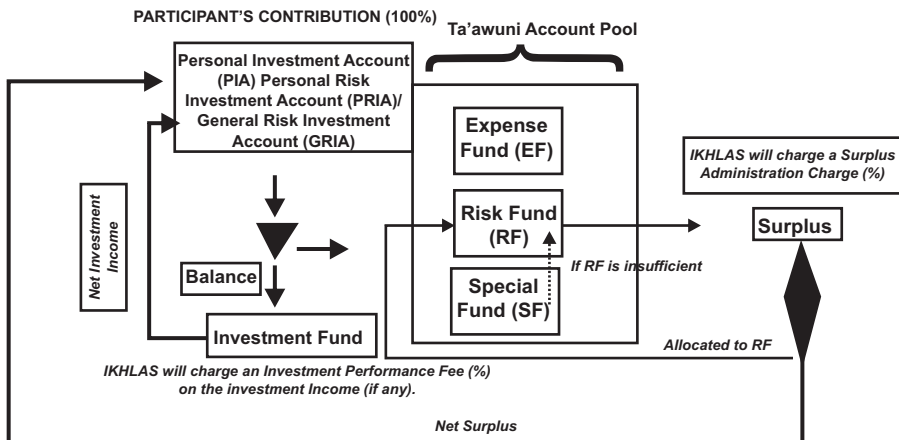 PARTICIPANT'S CONTRIBUTION (100%)
Ta'awuni Account Pool
Personal Investment Account
(PIA) Personal Risk
Investment Account (PRIA)/
General Risk Investment
Account (GRIA)
Expense
Fund (EF)
IKHLAS will charge a Surplus
Administration Charge (%)
Net Investment
Income
Risk Fund
(RF)
Surplus
If RF is insufficient
Balance
Special
Fund (SF)
Investment Fund
Allocated to RF
IKHLAS will charge an Investment Performance Fee (%)
on the investment Income (if any).
Net Surplus